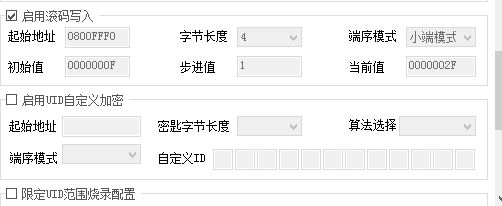 启用滚码写入
起始地址 0800FFF0 字节长度 4 端序模式 小端模式
初始值 0000000F 步进值 1 当前值 0000002F
启用UID自定义加密
起始地址 密匙字节长度 算法选择
端序模式 自定义ID
限定UID范围烧录配置